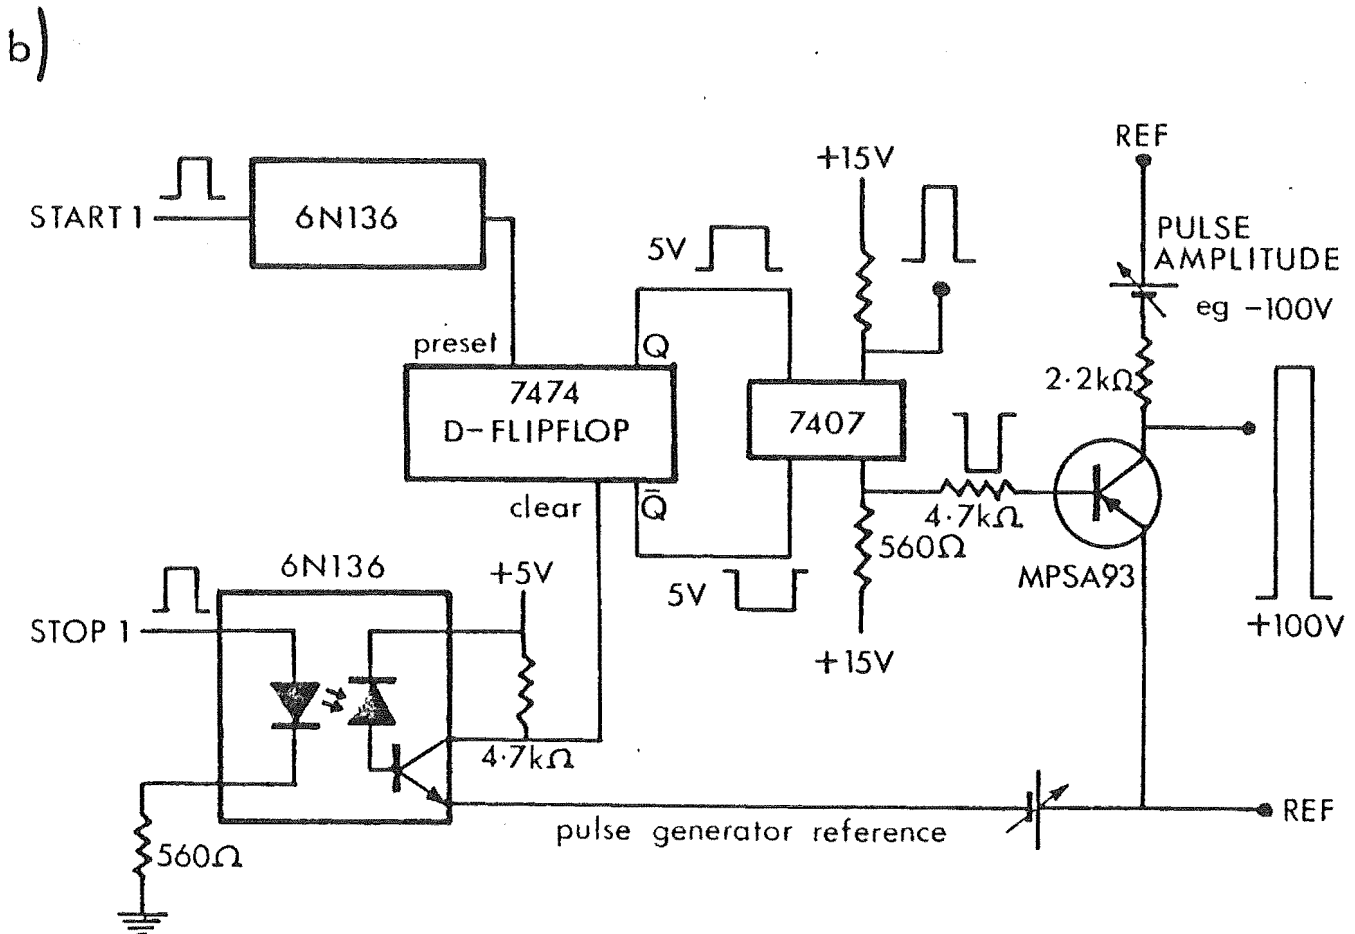 b)
START 1
6N136
preset
7474
D-FLIPFLOP
clear
Q
Q̄
5V
5V
+15V
7407
4·7kΩ
560Ω
+15V
REF
PULSE
AMPLITUDE
eg -100V
2·2kΩ
MPSA93
+100V
6N136
+5V
STOP 1
4·7kΩ
560Ω
pulse generator reference
REF